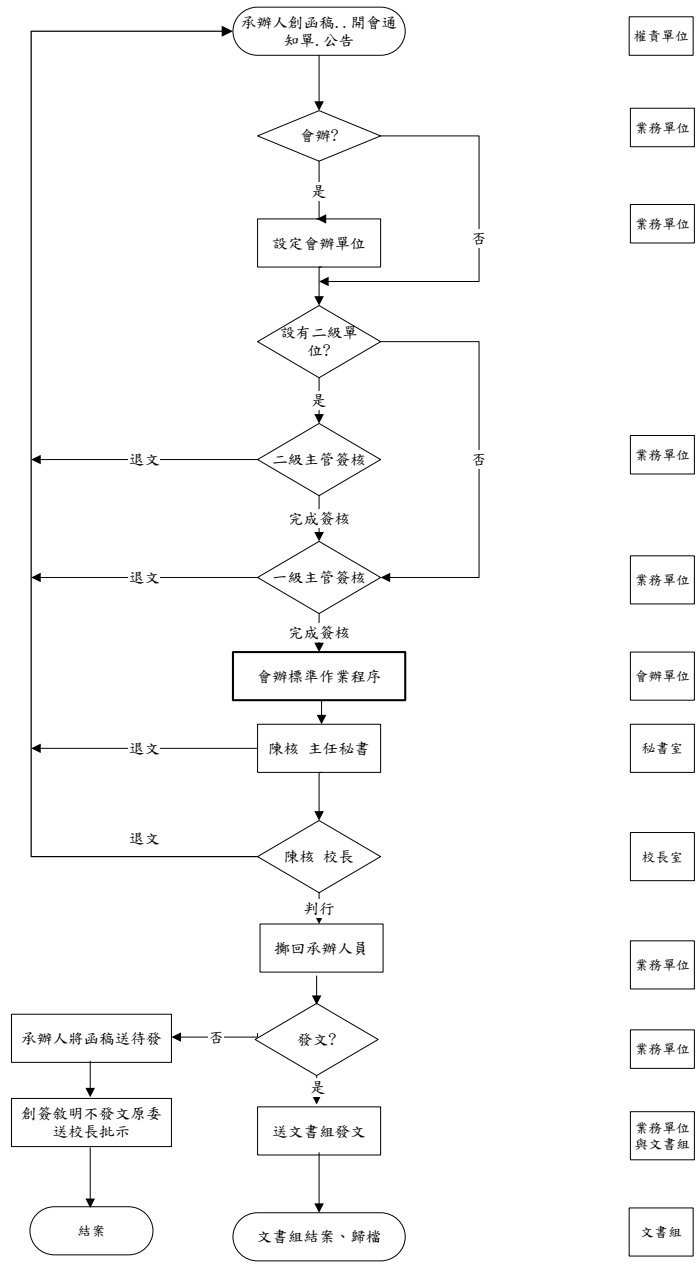 承辦人創函稿..開會通
知單.公告
權責單位
會辦?
業務單位
是
設定會辦單位
業務單位
否
設有二級單
位?
是
退文
二級主管簽核
否
業務單位
完成簽核
退文
一級主管簽核
業務單位
完成簽核
會辦標準作業程序
會辦單位
退文
陳核 主任秘書
秘書室
退文
陳核 校長
校長室
判行
擲回承辦人員
業務單位
承辦人將函稿送待發
否
發文?
業務單位
是
創簽敘明不發文原委
送校長批示
送文書組發文
業務單位
與文書組
結案
文書組結案、歸檔
文書組